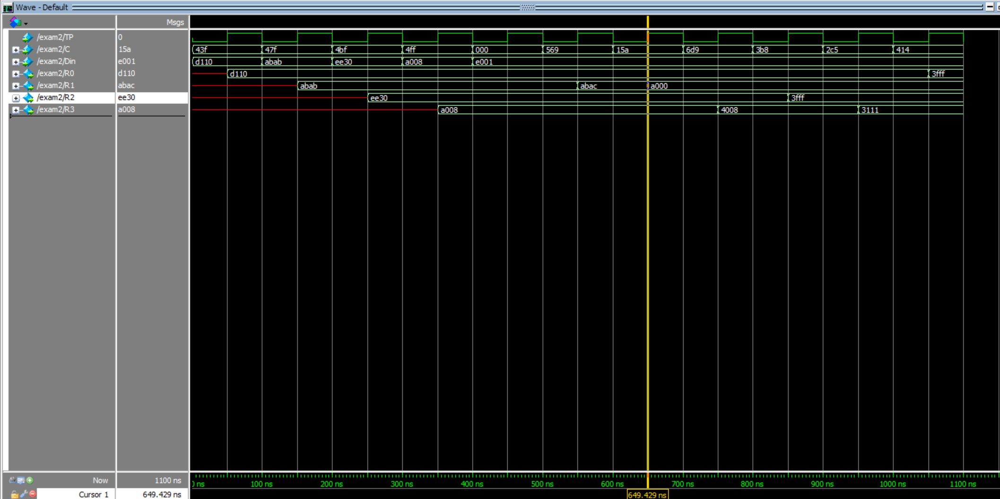 Wave - Default
Msgs
/exam2/TP 0
/exam2/C 15a 43f 47f 4bf 4ff 000 569 15a 6d9 3b8 2c5 414
/exam2/Din e001 d110 abab ee30 a008 e001
/exam2/R0 d110 d110 3fff
/exam2/R1 abac abab abac a000
/exam2/R2 ee30 ee30 3fff
/exam2/R3 a008 a008 4008 3111
Now 1100 ns 0 ns 100 ns 200 ns 300 ns 400 ns 500 ns 600 ns 700 ns 800 ns 900 ns 1000 ns 1100 ns
Cursor 1 649.429 ns 649.429 ns